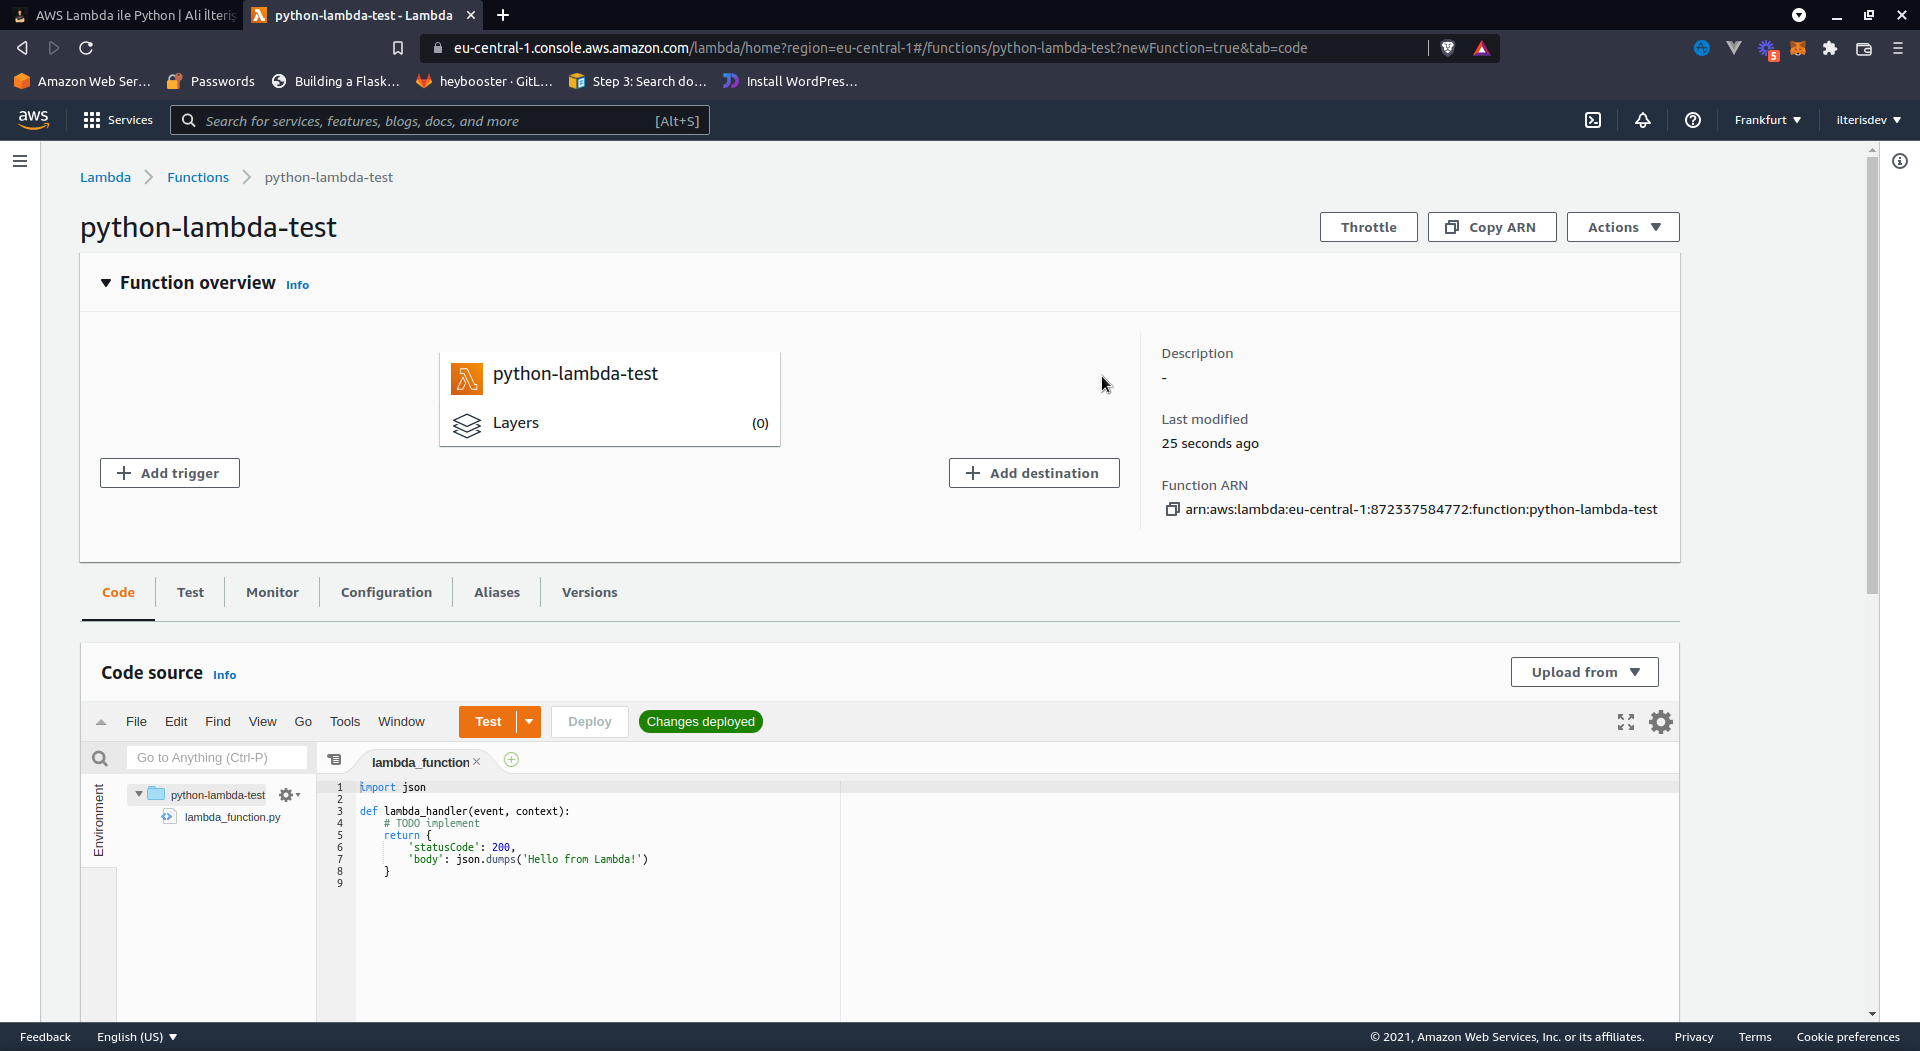 AWS Lambda ile Python | Ali İlteriş
python-lambda-test - Lambda
eu-central-1.console.aws.amazon.com/lambda/home?region=eu-central-1#/functions/python-lambda-test?newFunction=true&tab=code
5
Amazon Web Ser... Passwords Building a Flask... heybooster · GitL... Step 3: Search do... Install WordPres...
aws Services Search for services, features, blogs, docs, and more [Alt+S] Frankfurt ilterisdev
Lambda Functions python-lambda-test
python-lambda-test
Throttle Copy ARN Actions
Function overview Info
python-lambda-test
Layers (0)
Add trigger
Add destination
Description
-
Last modified
25 seconds ago
Function ARN
arn:aws:lambda:eu-central-1:872337584772:function:python-lambda-test
Code Test Monitor Configuration Aliases Versions
Code source Info
Upload from
File Edit Find View Go Tools Window Test Deploy Changes deployed
Go to Anything (Ctrl-P)
lambda_function
Environment
python-lambda-test
lambda_function.py
1 import json
2
3 def lambda_handler(event, context):
4     # TODO implement
5     return {
6         'statusCode': 200,
7         'body': json.dumps('Hello from Lambda!')
8     }
9
Feedback English (US) © 2021, Amazon Web Services, Inc. or its affiliates. Privacy Terms Cookie preferences